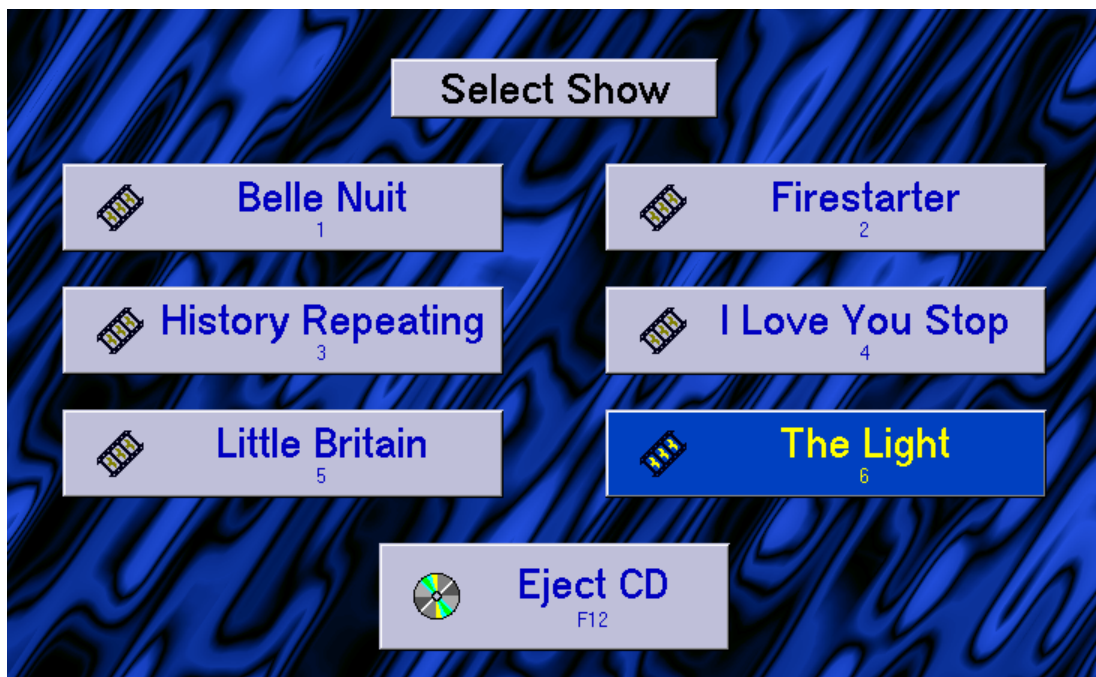 Select Show
Belle Nuit
1
Firestarter
2
History Repeating
3
I Love You Stop
4
Little Britain
5
The Light
6
Eject CD
F12